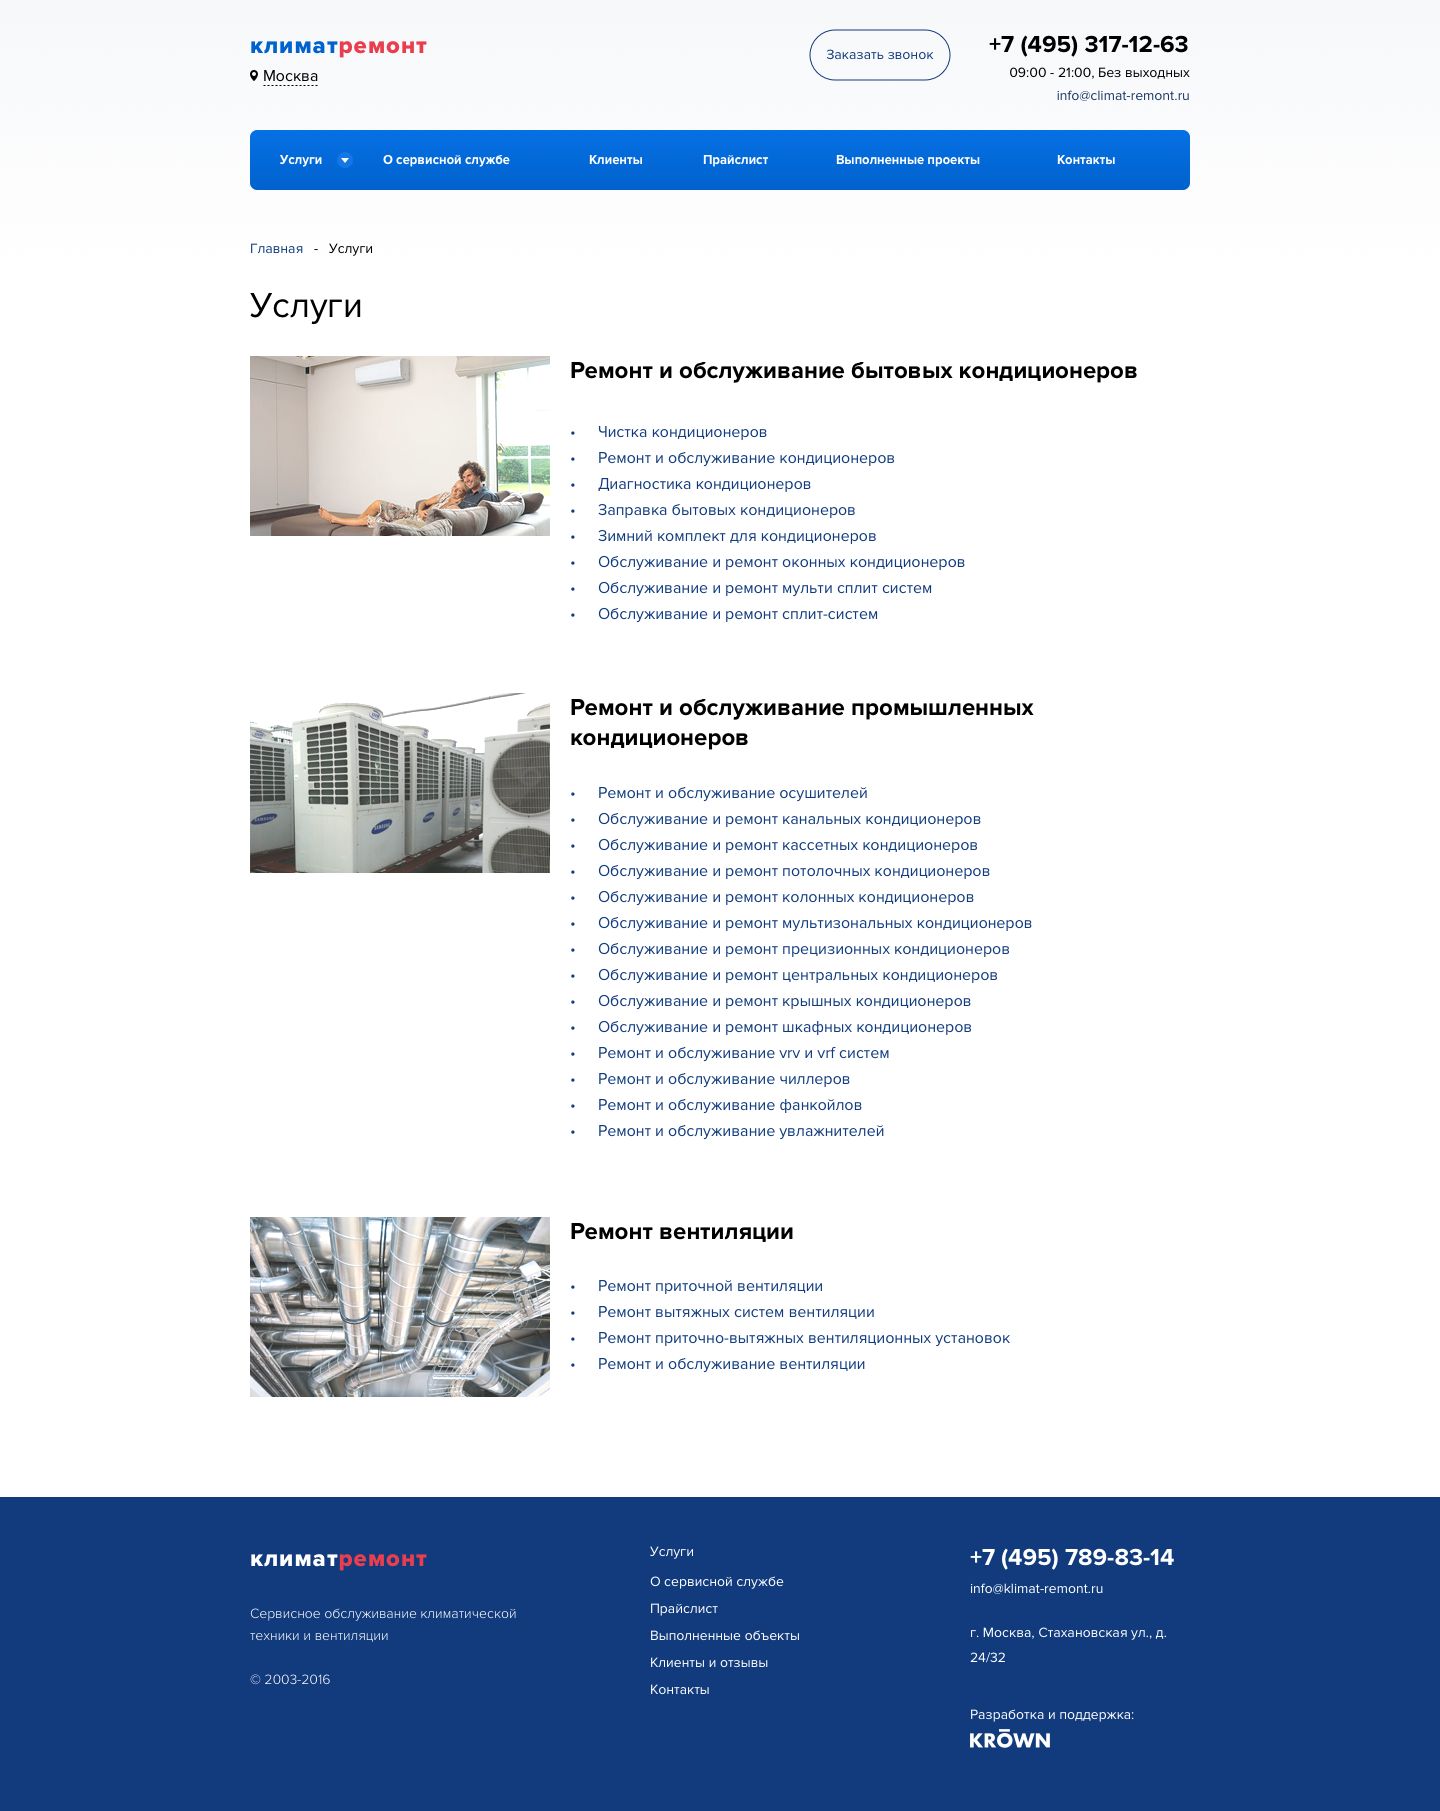 климатремонт
Москва
Заказать звонок
+7 (495) 317-12-63
09:00 - 21:00, Без выходных
info@climat-remont.ru
Услуги
О сервисной службе
Клиенты
Прайслист
Выполненные проекты
Контакты
Главная - Услуги
Услуги
Ремонт и обслуживание бытовых кондиционеров
• Чистка кондиционеров
• Ремонт и обслуживание кондиционеров
• Диагностика кондиционеров
• Заправка бытовых кондиционеров
• Зимний комплект для кондиционеров
• Обслуживание и ремонт оконных кондиционеров
• Обслуживание и ремонт мульти сплит систем
• Обслуживание и ремонт сплит-систем
Ремонт и обслуживание промышленных
кондиционеров
SAMSUNG
SAMSUNG
• Ремонт и обслуживание осушителей
• Обслуживание и ремонт канальных кондиционеров
• Обслуживание и ремонт кассетных кондиционеров
• Обслуживание и ремонт потолочных кондиционеров
• Обслуживание и ремонт колонных кондиционеров
• Обслуживание и ремонт мультизональных кондиционеров
• Обслуживание и ремонт прецизионных кондиционеров
• Обслуживание и ремонт центральных кондиционеров
• Обслуживание и ремонт крышных кондиционеров
• Обслуживание и ремонт шкафных кондиционеров
• Ремонт и обслуживание vrv и vrf систем
• Ремонт и обслуживание чиллеров
• Ремонт и обслуживание фанкойлов
• Ремонт и обслуживание увлажнителей
Ремонт вентиляции
• Ремонт приточной вентиляции
• Ремонт вытяжных систем вентиляции
• Ремонт приточно-вытяжных вентиляционных установок
• Ремонт и обслуживание вентиляции
климатремонт
Сервисное обслуживание климатической
техники и вентиляции
© 2003-2016
Услуги
О сервисной службе
Прайслист
Выполненные объекты
Клиенты и отзывы
Контакты
+7 (495) 789-83-14
info@klimat-remont.ru
г. Москва, Стахановская ул., д.
24/32
Разработка и поддержка:
KRŌWN